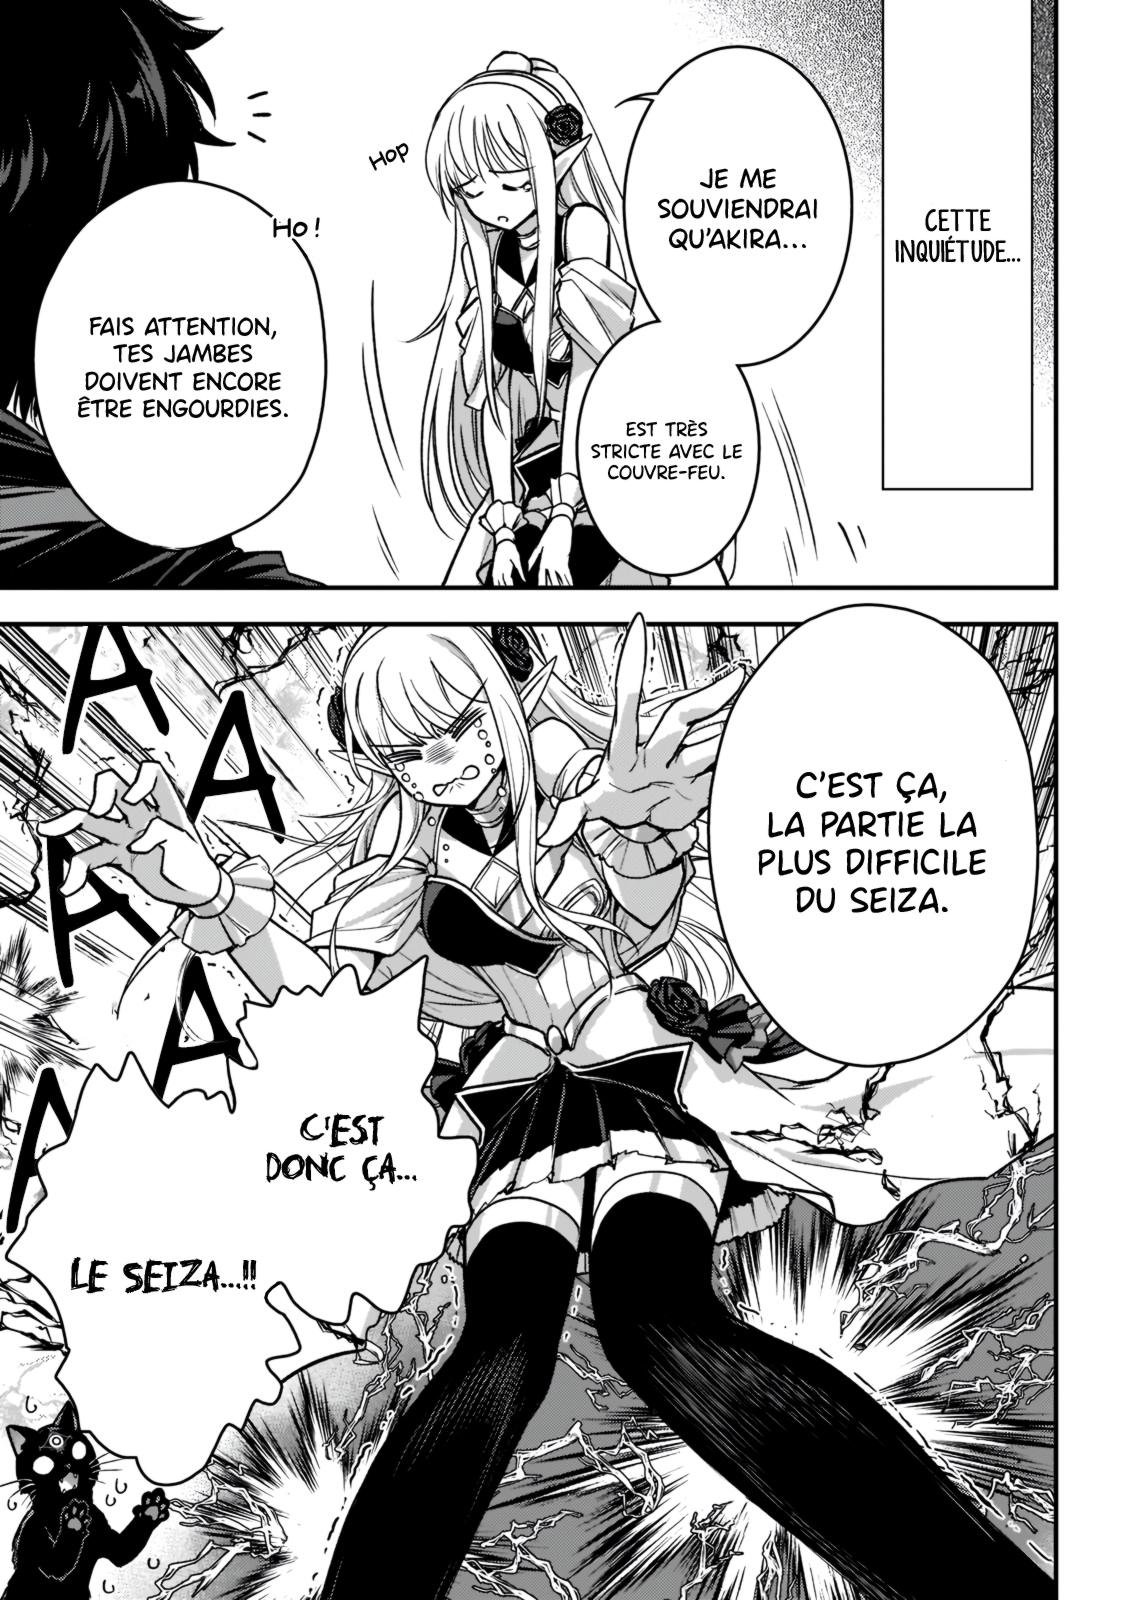 CETTE
INQUIÉTUDE...
JE ME
SOUVIENDRAI
QU'AKIRA...
EST TRÈS
STRICTE AVEC LE
COUVRE-FEU.
HOP
HO !
FAIS ATTENTION,
TES JAMBES
DOIVENT ENCORE
ÊTRE ENGOURDIES.
C'EST ÇA,
LA PARTIE LA
PLUS DIFFICILE
DU SEIZA.
A
A
A
A
A
A
C'EST
DONC ÇA...
LE SEIZA...!!